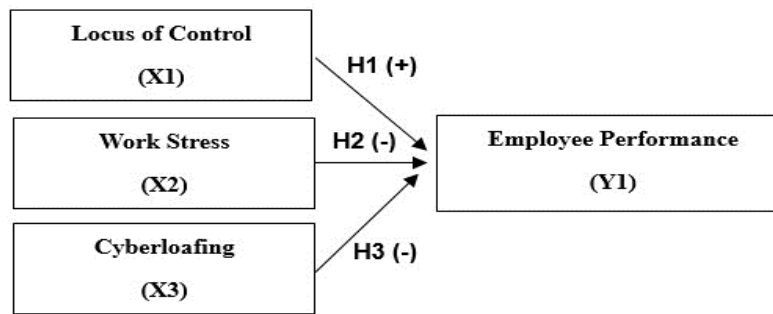 Locus of Control
(X1)
H1 (+)
Work Stress
(X2)
H2 (-)
Employee Performance
(Y1)
Cyberloafing
(X3)
H3 (-)